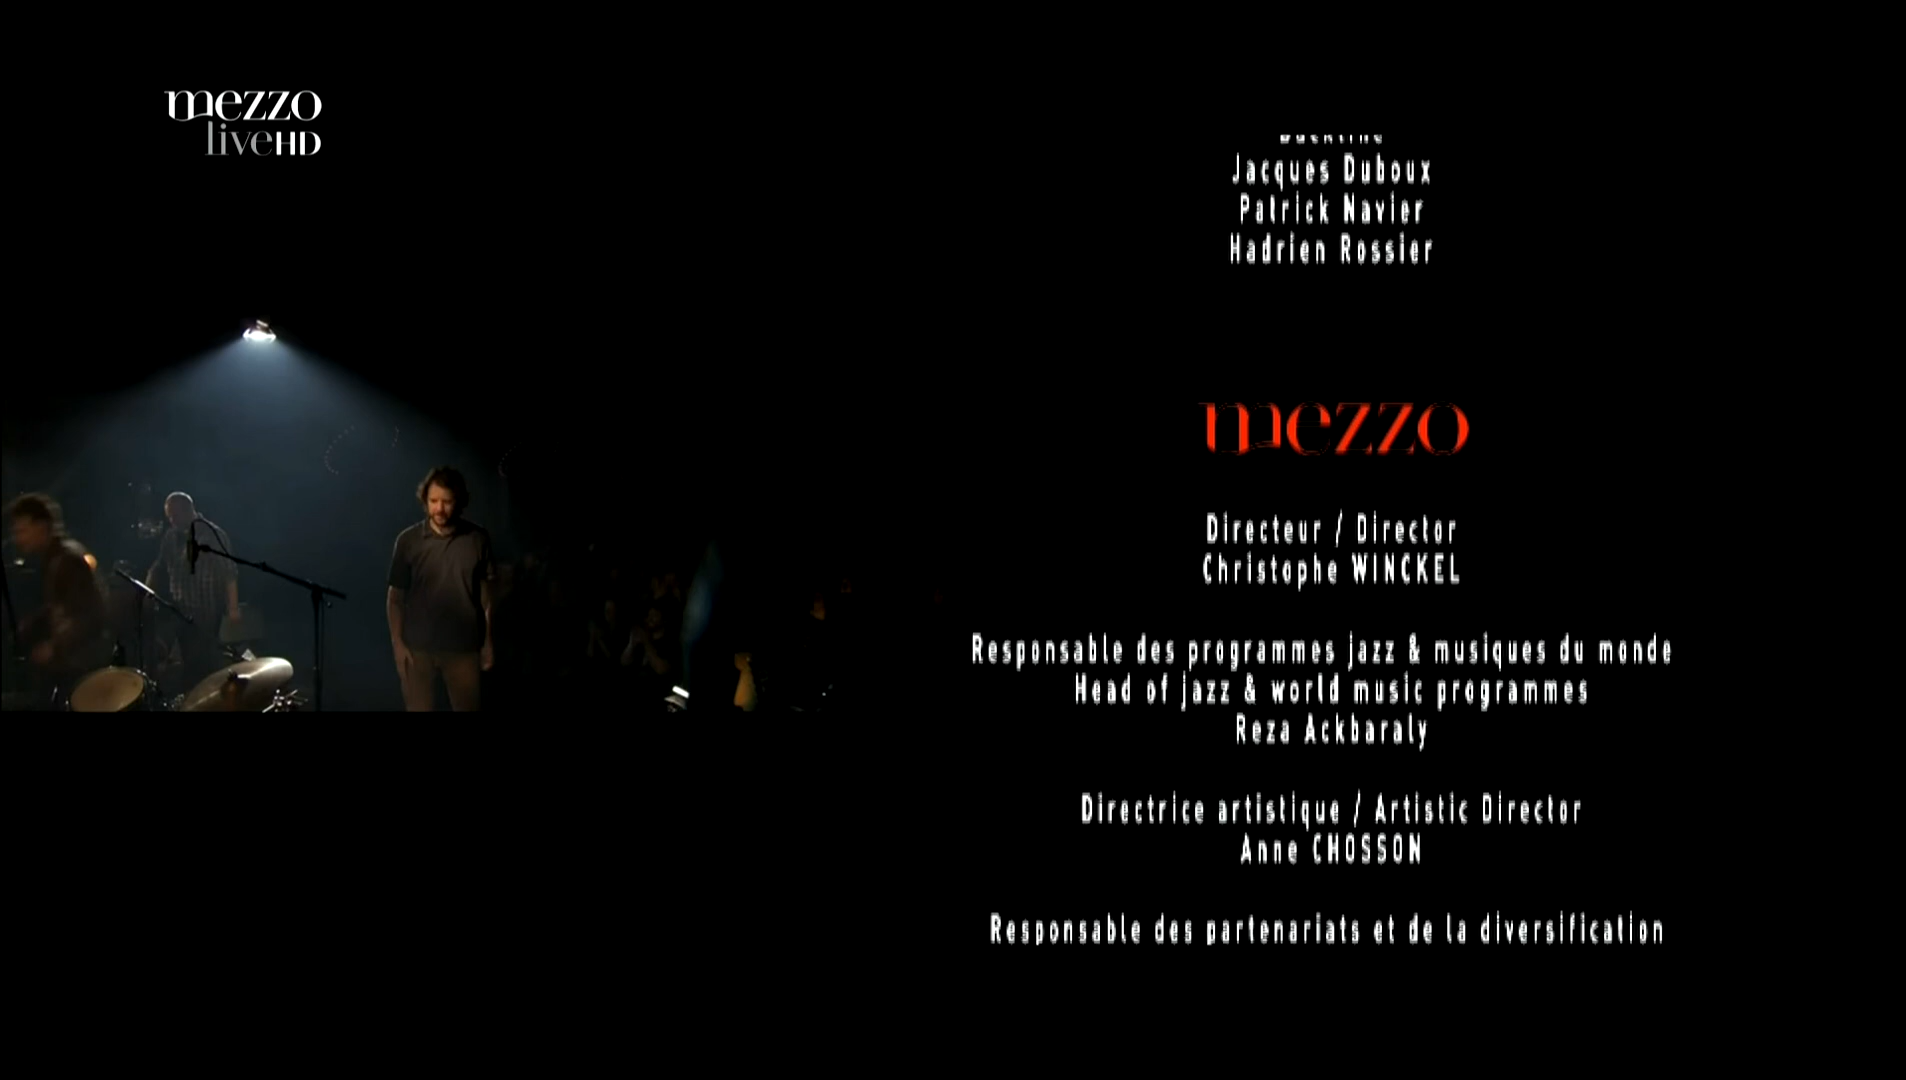 mezzo
liveHD
Jacques Duboux
Patrick Navier
Hadrien Rossier
mezzo
Directeur / Director
Christophe WINCKEL
Responsable des programmes jazz & musiques du monde
Head of jazz & world music programmes
Reza Ackbaraly
Directrice artistique / Artistic Director
Anne CHOSSON
Responsable des partenariats et de la diversification